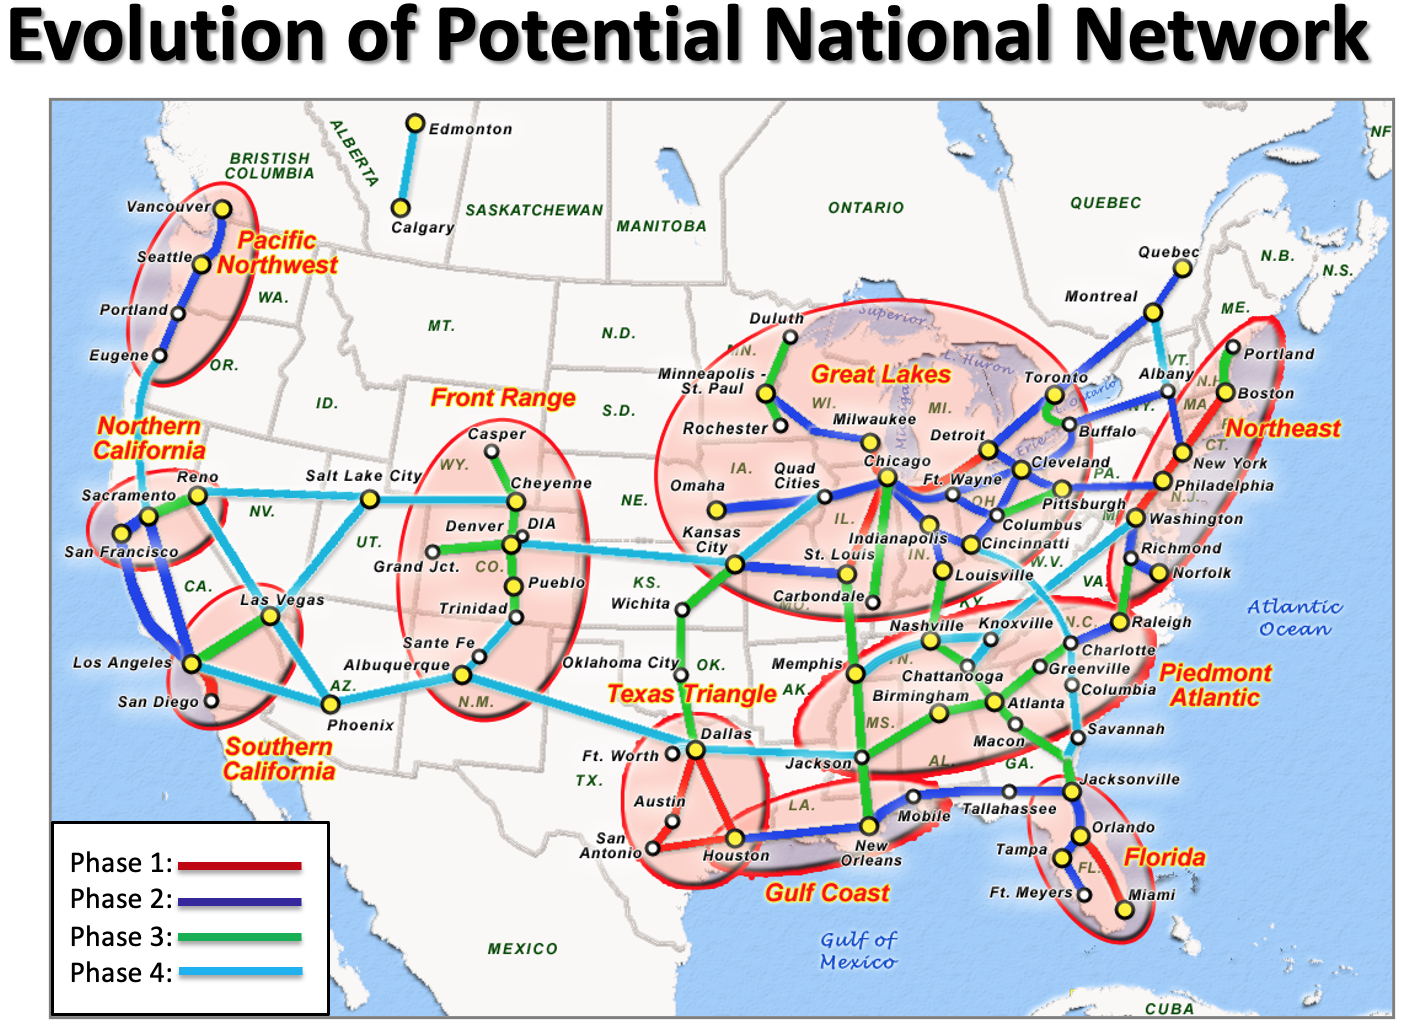 Evolution of Potential National Network
Edmonton
ALBERTA
BRISTISH
COLUMBIA
SASKATCHEWAN
MANITOBA
ONTARIO
QUEBEC
NF
N.B.
N.S.
Calgary
Vancouver
Seattle
Portland
Eugene
Pacific
Northwest
WA.
OR.
MT.
ID.
N.D.
S.D.
Quebec
Montreal
ME.
VT.
Albany
N.H
MA
CT.
NY.
Portland
Boston
Northeast
New York
Philadelphia
N.J.
Washington
Richmond
Norfolk
Duluth
Superior
MN.
Minneapolis -
St. Paul
Rochester
Great Lakes
L. Huron
WI.
MI.
Milwaukee
Toronto
L. Ontario
Buffalo
Detroit
Erie
Cleveland
Chicago
Ft. Wayne
OH
PA.
Pittsburgh
Columbus
IA.
Quad
Cities
Omaha
Kansas
City
IL.
St. Louis
Indianapolis
IN.
Cincinnati
Louisville
Carbondale
MO.
W.V.
VA.
KY
Northern
California
Reno
Sacramento
San Francisco
NV.
CA.
Salt Lake City
UT.
Las Vegas
Los Angeles
San Diego
Southern
California
AZ.
Phoenix
Front Range
Casper
WY.
Cheyenne
Denver
DIA
Grand Jct.
CO.
Pueblo
Trinidad
Sante Fe
Albuquerque
N.M.
NE.
KS.
Wichita
Oklahoma City
OK.
Texas Triangle
Dallas
Ft. Worth
TX.
Austin
San
Antonio
Houston
Memphis
AK.
MS.
Jackson
LA.
New
Orleans
Mobile
Gulf Coast
Nashville
TN.
Knoxville
N.C.
Raleigh
Charlotte
Greenville
Columbia
Chattanooga
Birmingham
Atlanta
Macon
AL.
GA.
Savannah
Piedmont
Atlantic
Tallahassee
Jacksonville
Orlando
Tampa
FL.
Ft. Meyers
Miami
Florida
Atlantic
Ocean
Gulf of
Mexico
MEXICO
CUBA
Phase 1:
Phase 2:
Phase 3:
Phase 4: